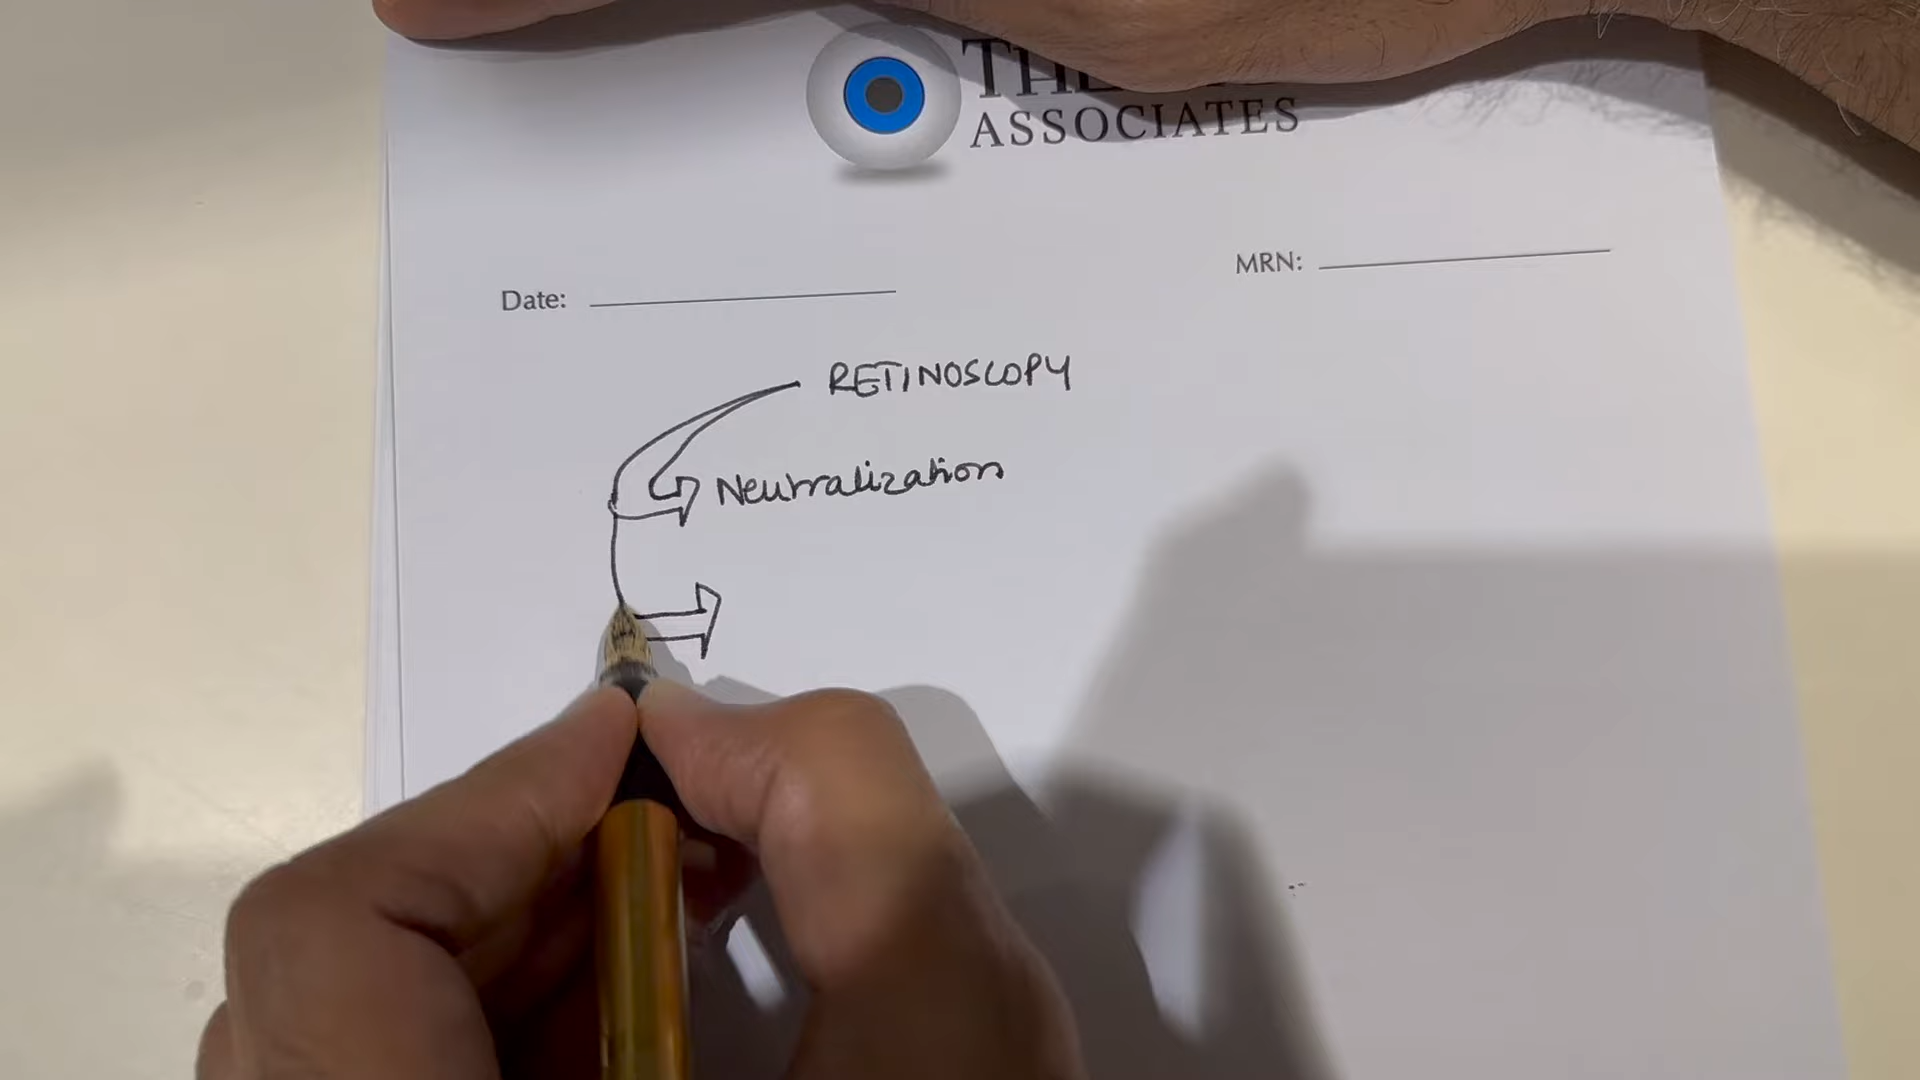 ASSOCIATES
MRN:
Date:
RETINOSCOPY
Neutralization